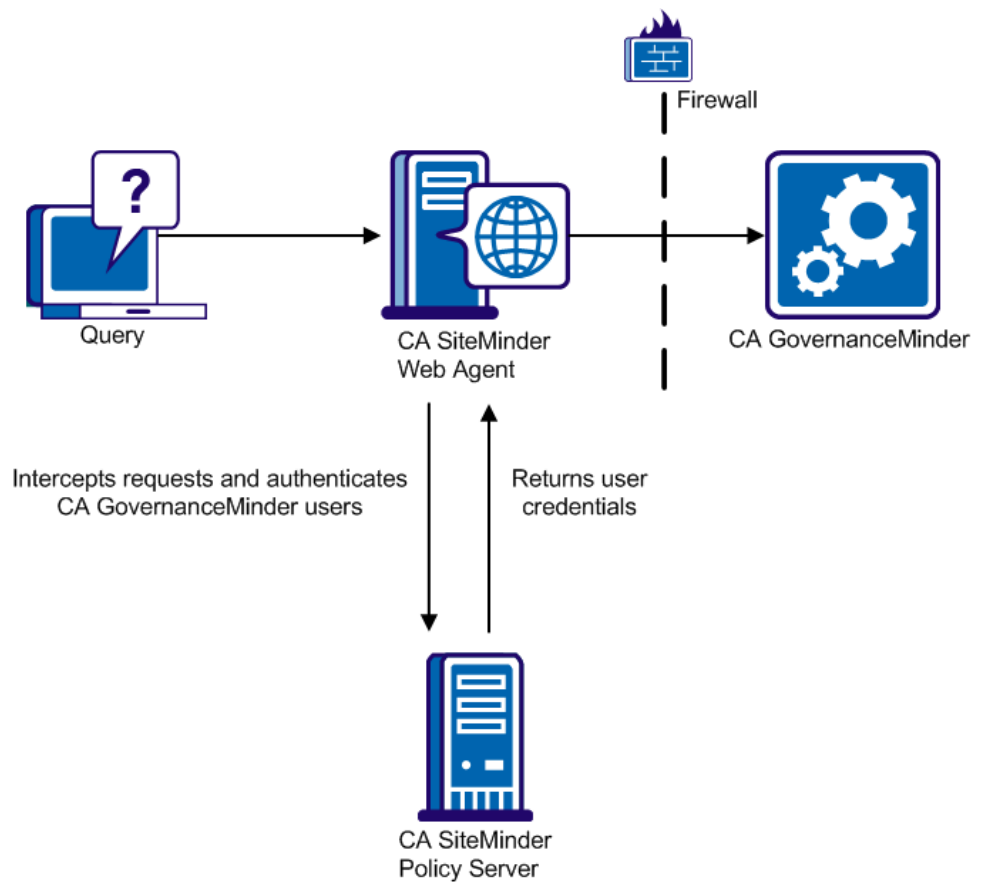 ?
Firewall
Query
CA SiteMinder
Web Agent
CA GovernanceMinder
Intercepts requests and authenticates
CA GovernanceMinder users
Returns user
credentials
CA SiteMinder
Policy Server